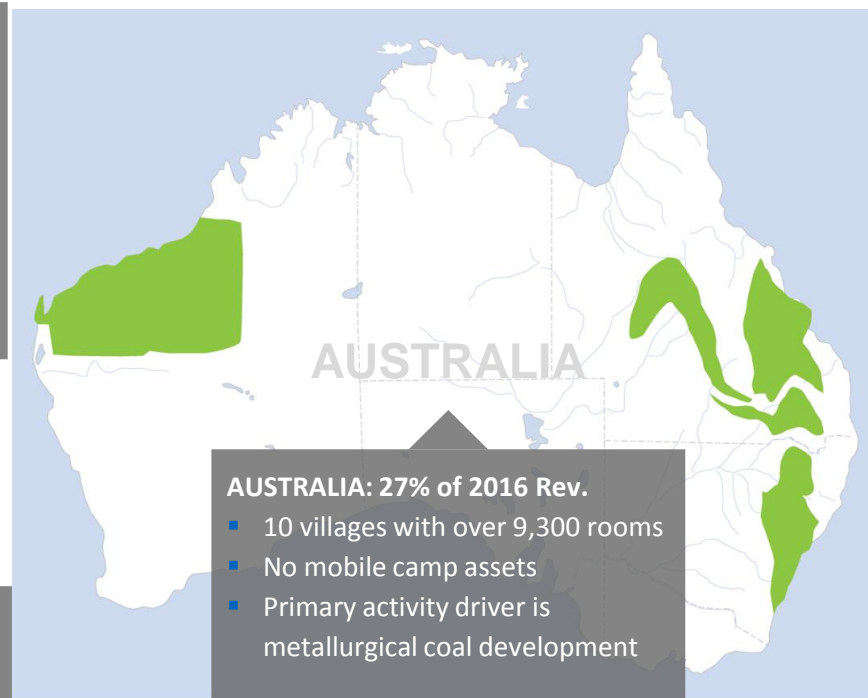 AUSTRALIA
AUSTRALIA: 27% of 2016 Rev.
▪ 10 villages with over 9,300 rooms
▪ No mobile camp assets
▪ Primary activity driver is
metallurgical coal development